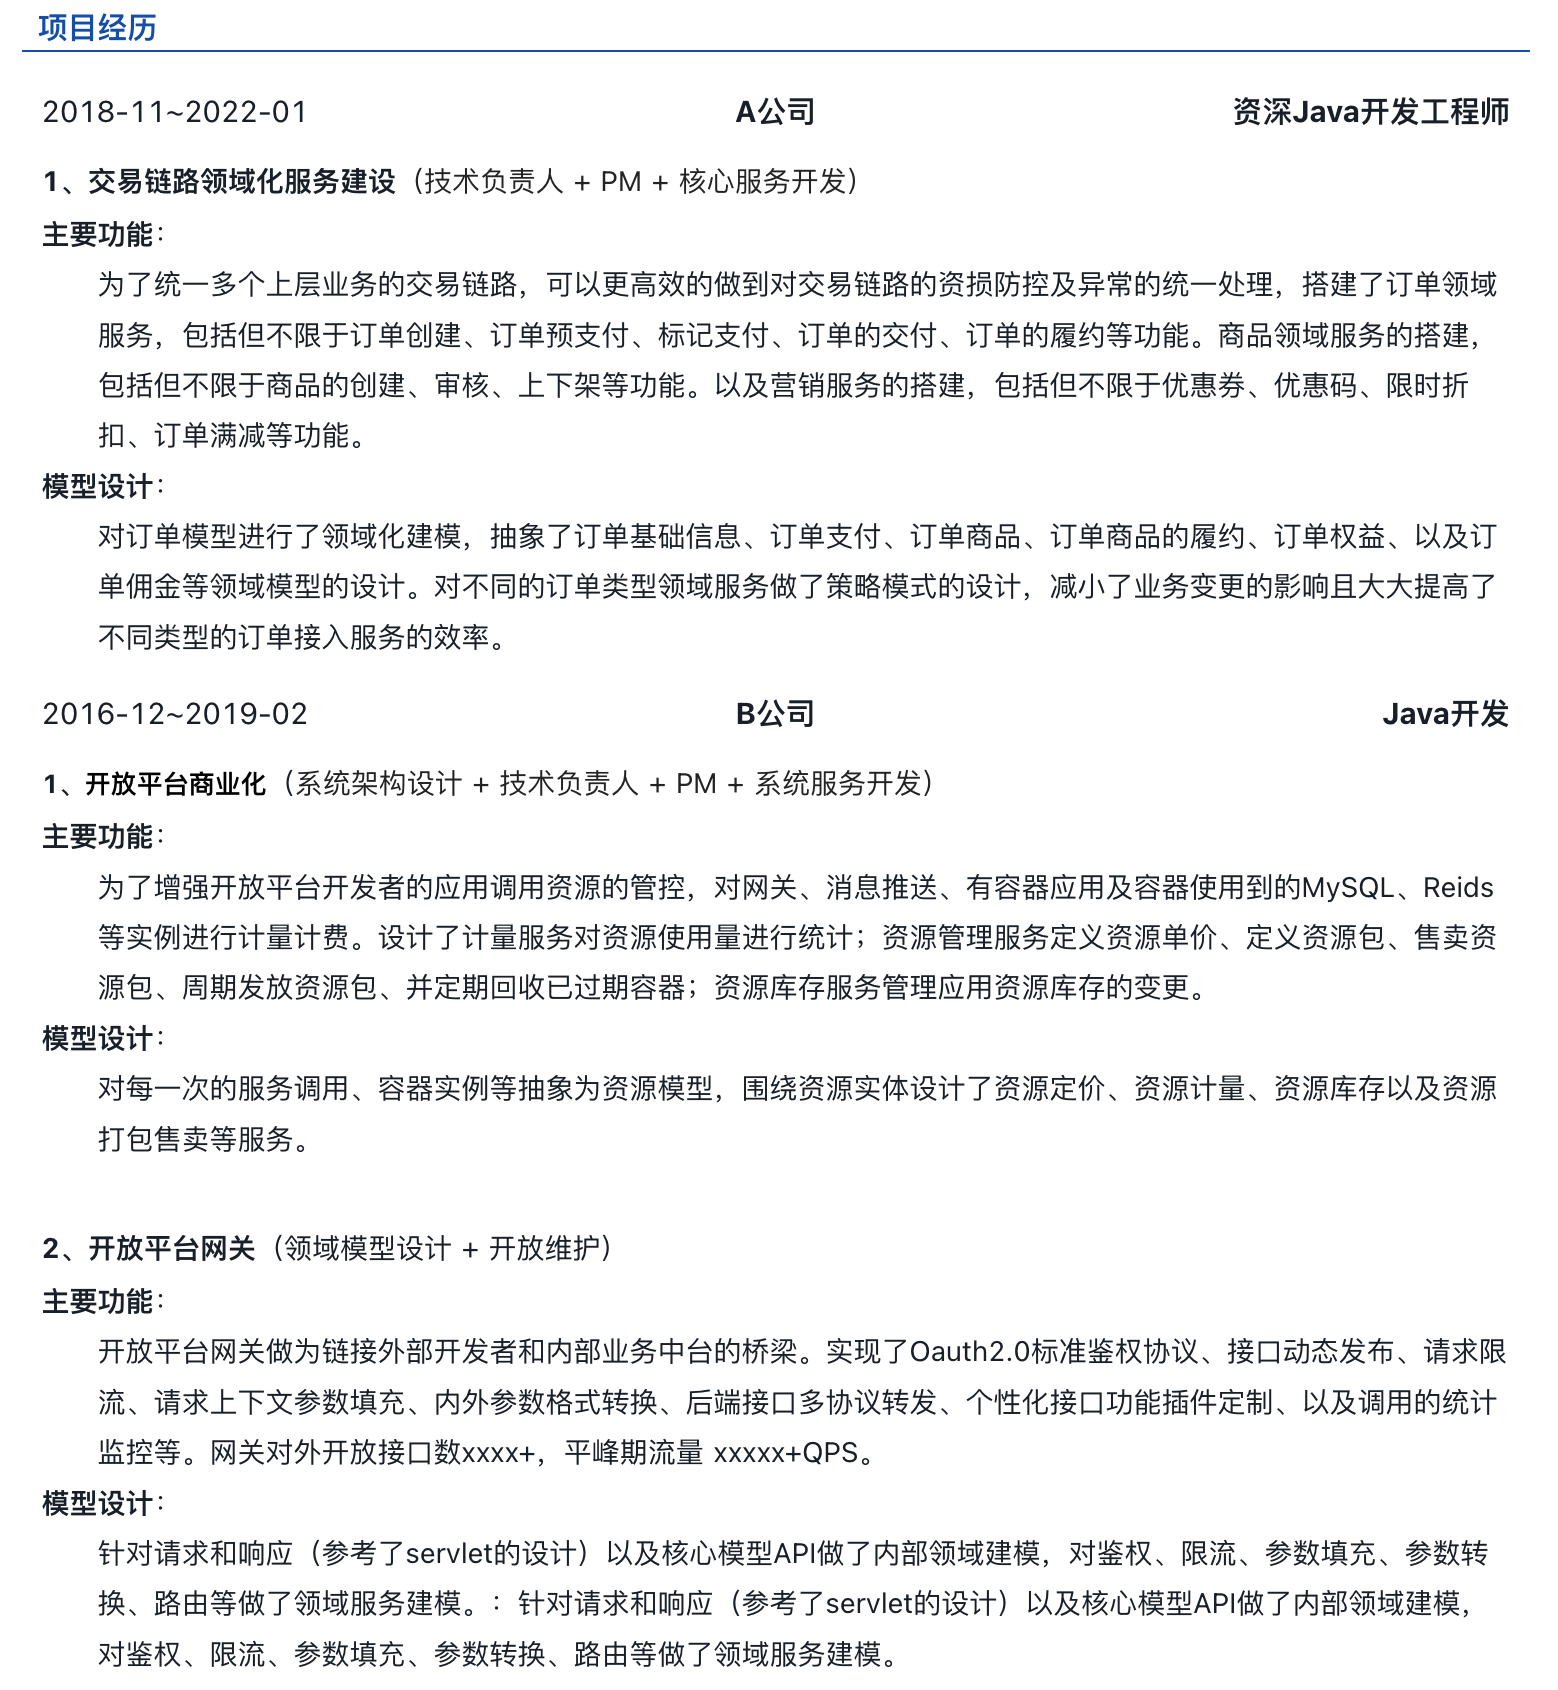 项目经历
2018-11~2022-01 A公司 资深Java开发工程师
1、交易链路领域化服务建设（技术负责人 + PM + 核心服务开发）
主要功能：
为了统一多个上层业务的交易链路，可以更高效的做到对交易链路的资损防控及异常的统一处理，搭建了订单领域
服务，包括但不限于订单创建、订单预支付、标记支付、订单的交付、订单的履约等功能。商品领域服务的搭建，
包括但不限于商品的创建、审核、上下架等功能。以及营销服务的搭建，包括但不限于优惠券、优惠码、限时折
扣、订单满减等功能。
模型设计：
对订单模型进行了领域化建模，抽象了订单基础信息、订单支付、订单商品、订单商品的履约、订单权益、以及订
单佣金等领域模型的设计。对不同的订单类型领域服务做了策略模式的设计，减小了业务变更的影响且大大提高了
不同类型的订单接入服务的效率。
2016-12~2019-02 B公司 Java开发
1、开放平台商业化（系统架构设计 + 技术负责人 + PM + 系统服务开发）
主要功能：
为了增强开放平台开发者的应用调用资源的管控，对网关、消息推送、有容器应用及容器使用到的MySQL、Reids
等实例进行计量计费。设计了计量服务对资源使用量进行统计；资源管理服务定义资源单价、定义资源包、售卖资
源包、周期发放资源包、并定期回收已过期容器；资源库存服务管理应用资源库存的变更。
模型设计：
对每一次的服务调用、容器实例等抽象为资源模型，围绕资源实体设计了资源定价、资源计量、资源库存以及资源
打包售卖等服务。
2、开放平台网关（领域模型设计 + 开放维护）
主要功能：
开放平台网关做为链接外部开发者和内部业务中台的桥梁。实现了Oauth2.0标准鉴权协议、接口动态发布、请求限
流、请求上下文参数填充、内外参数格式转换、后端接口多协议转发、个性化接口功能插件定制、以及调用的统计
监控等。网关对外开放接口数xxxx+，平峰期流量 xxxxx+QPS。
模型设计：
针对请求和响应（参考了servlet的设计）以及核心模型API做了内部领域建模，对鉴权、限流、参数填充、参数转
换、路由等做了领域服务建模。：针对请求和响应（参考了servlet的设计）以及核心模型API做了内部领域建模，
对鉴权、限流、参数填充、参数转换、路由等做了领域服务建模。